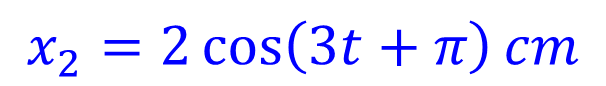 x₂ = 2 cos(3t + π) cm